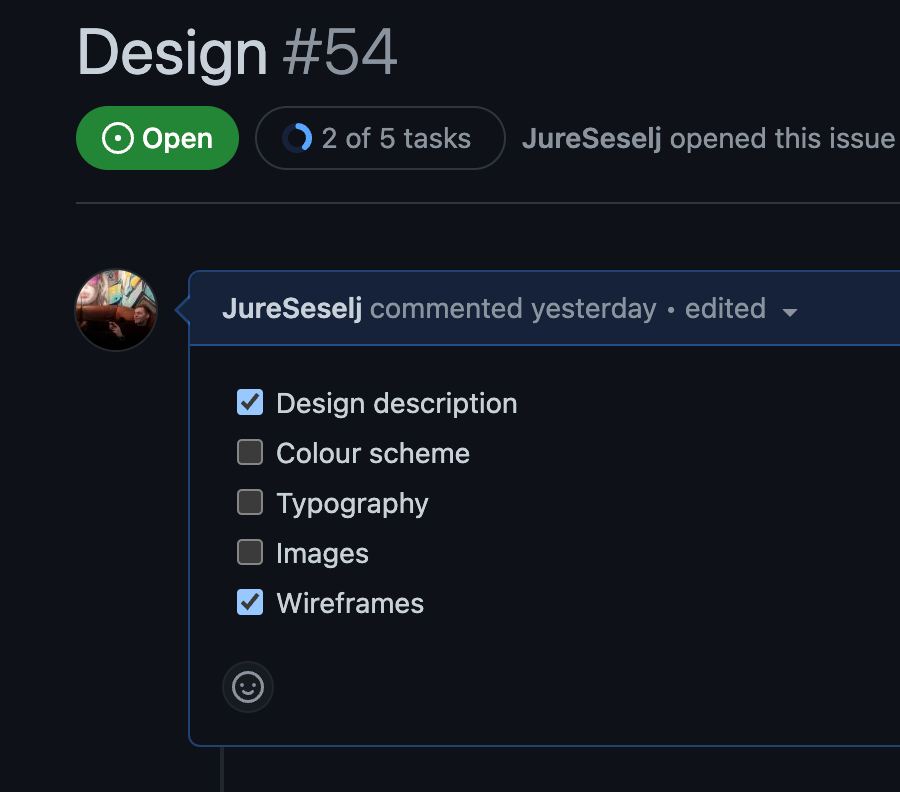 Design #54
Open 2 of 5 tasks JureSeselj opened this issue
JureSeselj commented yesterday • edited
Design description
Colour scheme
Typography
Images
Wireframes